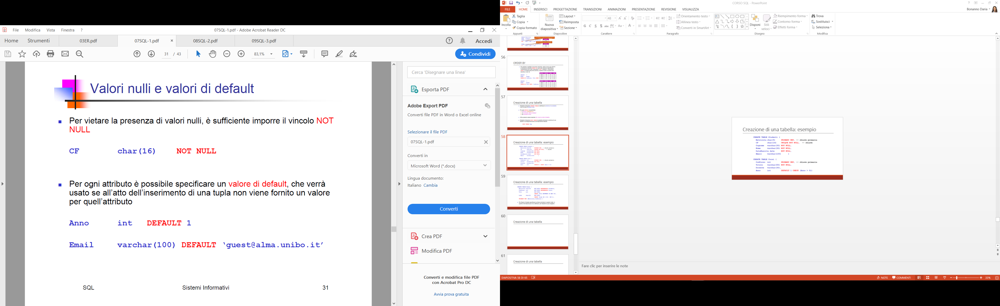 File Modifica Vista Finestra ?
07SQL-1.pdf - Adobe Acrobat Reader DC
Home Strumenti 03ER.pdf 07SQL-1.pdf 08SQL-2.pdf 09SQL-3.pdf Accedi
31 / 43 83,1% Condividi
Valori nulli e valori di default
Per vietare la presenza di valori nulli, è sufficiente imporre il vincolo NOT
NULL
CF char(16) NOT NULL
Per ogni attributo è possibile specificare un valore di default, che verrà
usato se all'atto dell'inserimento di una tupla non viene fornito un valore
per quell'attributo
Anno int DEFAULT 1
Email varchar(100) DEFAULT ‘guest@alma.unibo.it’
SQL Sistemi Informativi 31
Cerca 'Disegnare una linea'
Esporta PDF
Adobe Export PDF
Converti file PDF in Word o Excel online
Selezionare il file PDF
07SQL-1.pdf
Converti in
Microsoft Word (*.docx)
Lingua documento:
Italiano Cambia
Converti
Crea PDF
Modifica PDF
Converti e modifica file PDF
con Acrobat Pro DC
Avvia prova gratuita
CORSO SQL - PowerPoint
FILE HOME INSERISCI PROGETTAZIONE TRANSIZIONI ANIMAZIONI PRESENTAZIONE REVISIONE VISUALIZZA
Bonanno Daria
Incolla
Taglia
Copia
Copia formato
Appunti
Nuova
diapositiva
Layout
Reimposta
Sezione
Diapositive
48
G C S S abc AV Aa A
Carattere
Orientamento testo
Allinea testo
Converti in SmartArt
Paragrafo
Disponi
Stili
veloci
Riempimento forma
Contorno forma
Effetti forma
Disegno
Trova
Sostituisci
Seleziona
Modifica
56
ORDER BY
57
Creazione di una tabella
58
Creazione di una tabella: esempio
59
Creazione di una tabella: esempio
60
Creazione di una tabella
61
Creazione di una tabella
Creazione di una tabella: esempio
CREATE TABLE Studenti (
Matricola char(5) PRIMARY KEY, -- chiave primaria
CF char(16) UNIQUE NOT NULL, -- chiave
Cognome varchar(30) NOT NULL,
Nome varchar(30) NOT NULL,
DataNascita date NOT NULL,
Email varchar(100) )
CREATE TABLE Corsi (
CodCorso int PRIMARY KEY, -- chiave primaria
Titolo varchar(50) NOT NULL,
Docente varchar(30),
Anno int DEFAULT 1 CHECK (Anno > 0))
Fare clic per inserire le note
DIAPOSITIVA 58 DI 65 NOTE COMMENTI 33%